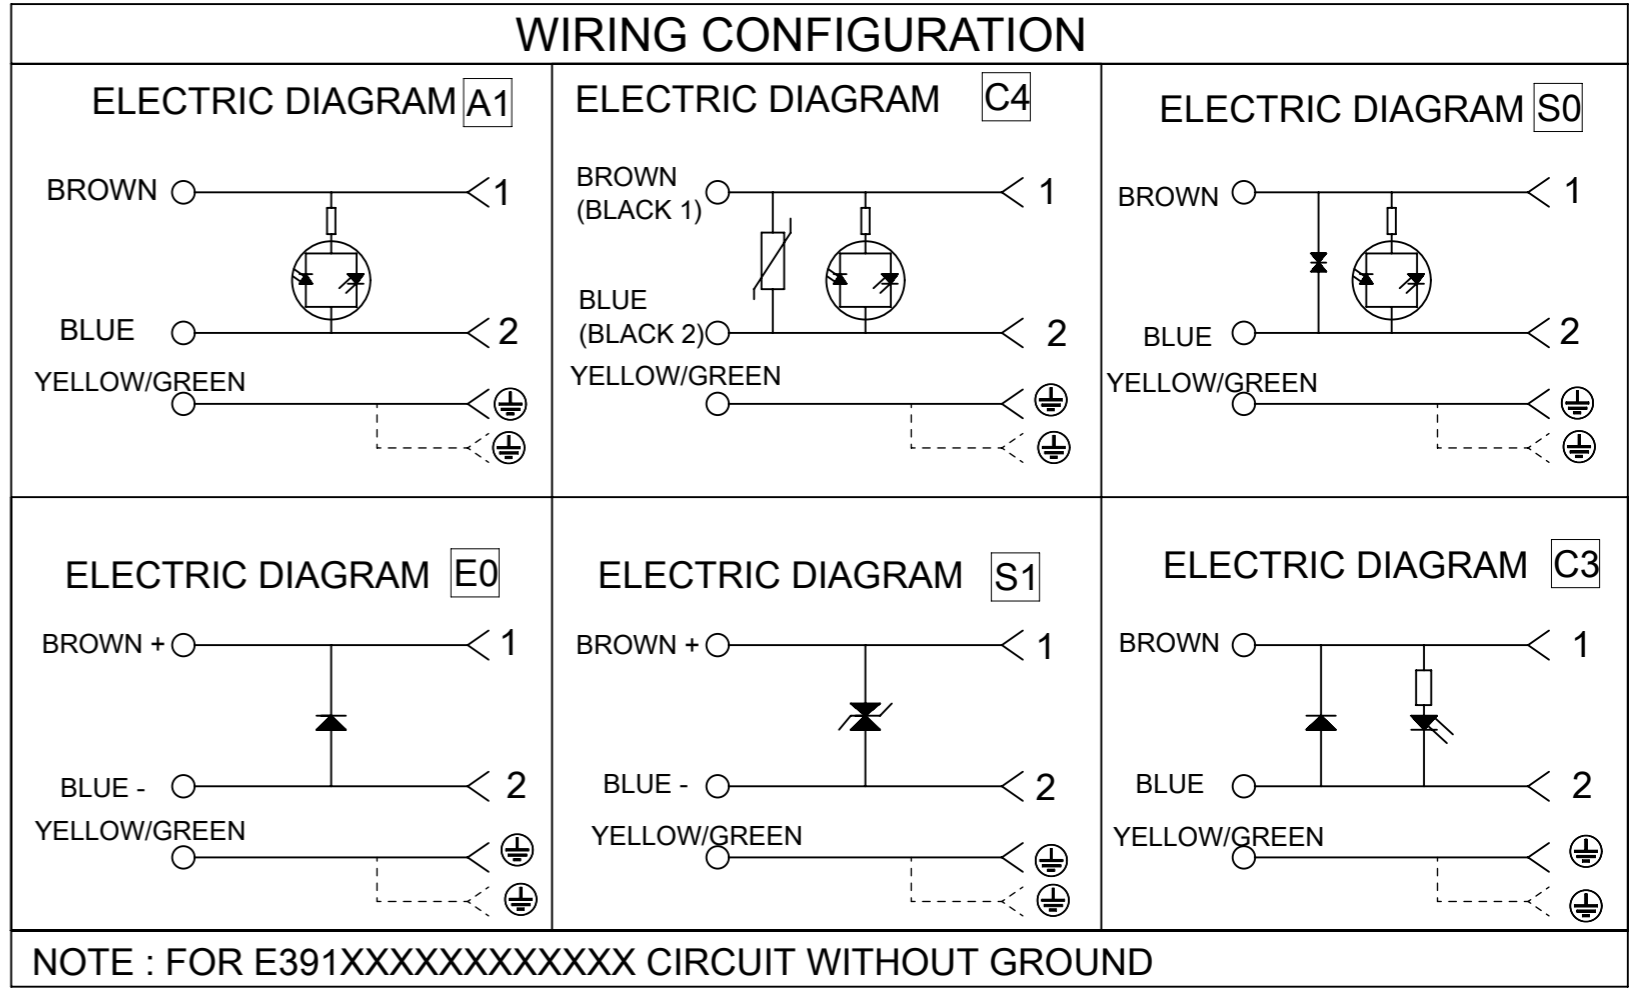 WIRING CONFIGURATION
ELECTRIC DIAGRAM A1
BROWN 1
BLUE 2
YELLOW/GREEN
ELECTRIC DIAGRAM C4
BROWN
(BLACK 1) 1
BLUE
(BLACK 2) 2
YELLOW/GREEN
ELECTRIC DIAGRAM S0
BROWN 1
BLUE 2
YELLOW/GREEN
ELECTRIC DIAGRAM E0
BROWN + 1
BLUE - 2
YELLOW/GREEN
ELECTRIC DIAGRAM S1
BROWN + 1
BLUE - 2
YELLOW/GREEN
ELECTRIC DIAGRAM C3
BROWN 1
BLUE 2
YELLOW/GREEN
NOTE : FOR E391XXXXXXXXXXXX CIRCUIT WITHOUT GROUND